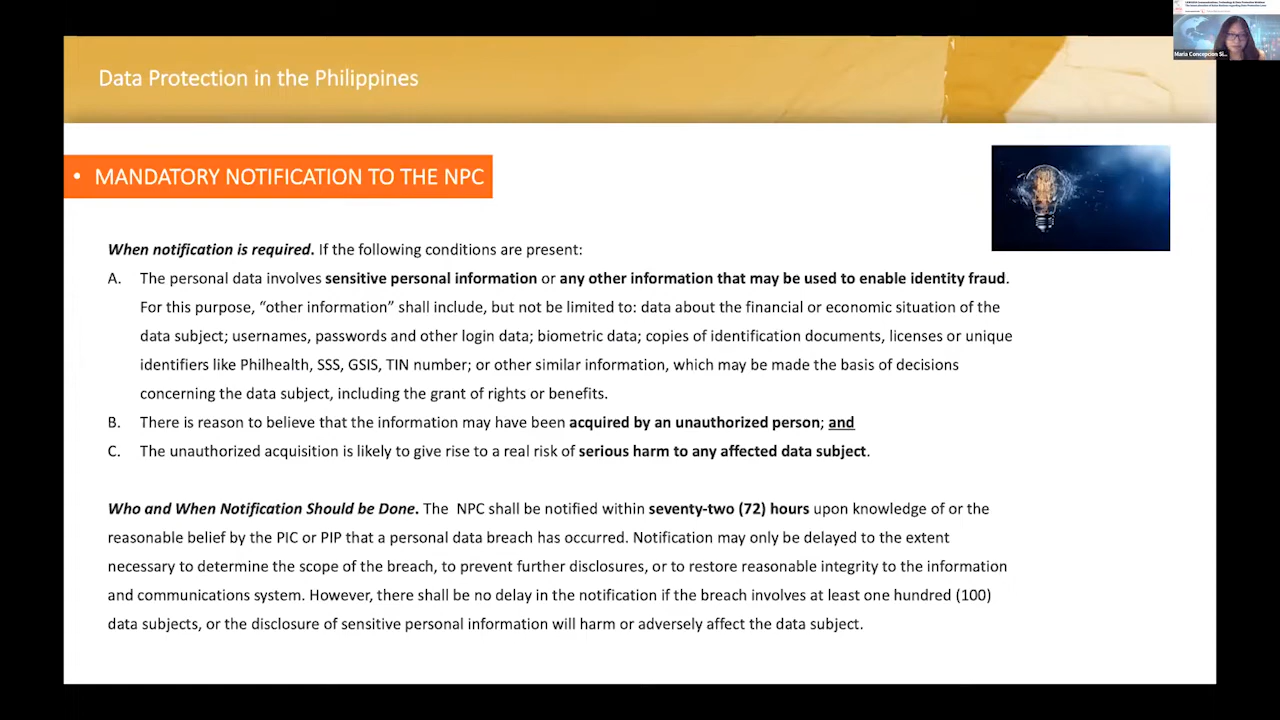 Data Protection in the Philippines
• MANDATORY NOTIFICATION TO THE NPC
When notification is required. If the following conditions are present:
A. The personal data involves sensitive personal information or any other information that may be used to enable identity fraud.
For this purpose, “other information” shall include, but not be limited to: data about the financial or economic situation of the
data subject; usernames, passwords and other login data; biometric data; copies of identification documents, licenses or unique
identifiers like Philhealth, SSS, GSIS, TIN number; or other similar information, which may be made the basis of decisions
concerning the data subject, including the grant of rights or benefits.
B. There is reason to believe that the information may have been acquired by an unauthorized person; and
C. The unauthorized acquisition is likely to give rise to a real risk of serious harm to any affected data subject.
Who and When Notification Should be Done. The NPC shall be notified within seventy-two (72) hours upon knowledge of or the
reasonable belief by the PIC or PIP that a personal data breach has occurred. Notification may only be delayed to the extent
necessary to determine the scope of the breach, to prevent further disclosures, or to restore reasonable integrity to the information
and communications system. However, there shall be no delay in the notification if the breach involves at least one hundred (100)
data subjects, or the disclosure of sensitive personal information will harm or adversely affect the data subject.
Maria Concepcion Si...